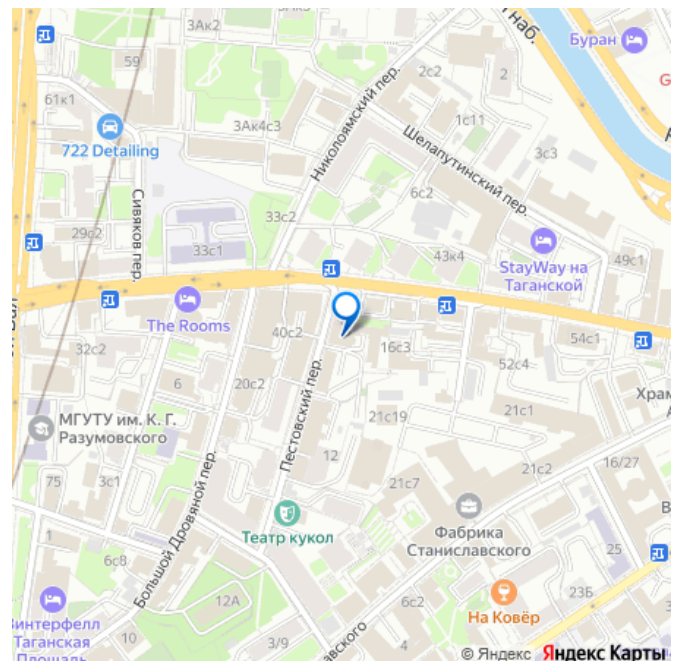 3Ак2
наб.
Буран
59
2с2
2
61к1
3Ак4с3
722 Detailing
Николоямский пер.
1с11
Шелапутинский пер.
3с3
Сивяков пер.
6с2
33с2
29с2
33с1
43к4
StayWay на
Таганской
49с1
The Rooms
40с2
16с3
54с1
32с2
52с4
6
20с2
Пестовский пер.
Храм
МГУТУ им. К. Г.
Разумовского
21с19
21с1
75
3с1
12
21с7
21с2
16/27
Большой Дровяной пер.
Театр кукол
Фабрика
Станиславского
1
6с8
25
12А
На Ковёр
23Б
6с2
Винтерфелл
Таганская
Площадь
10
3/9
4
© Яндекс Яндекс Карты